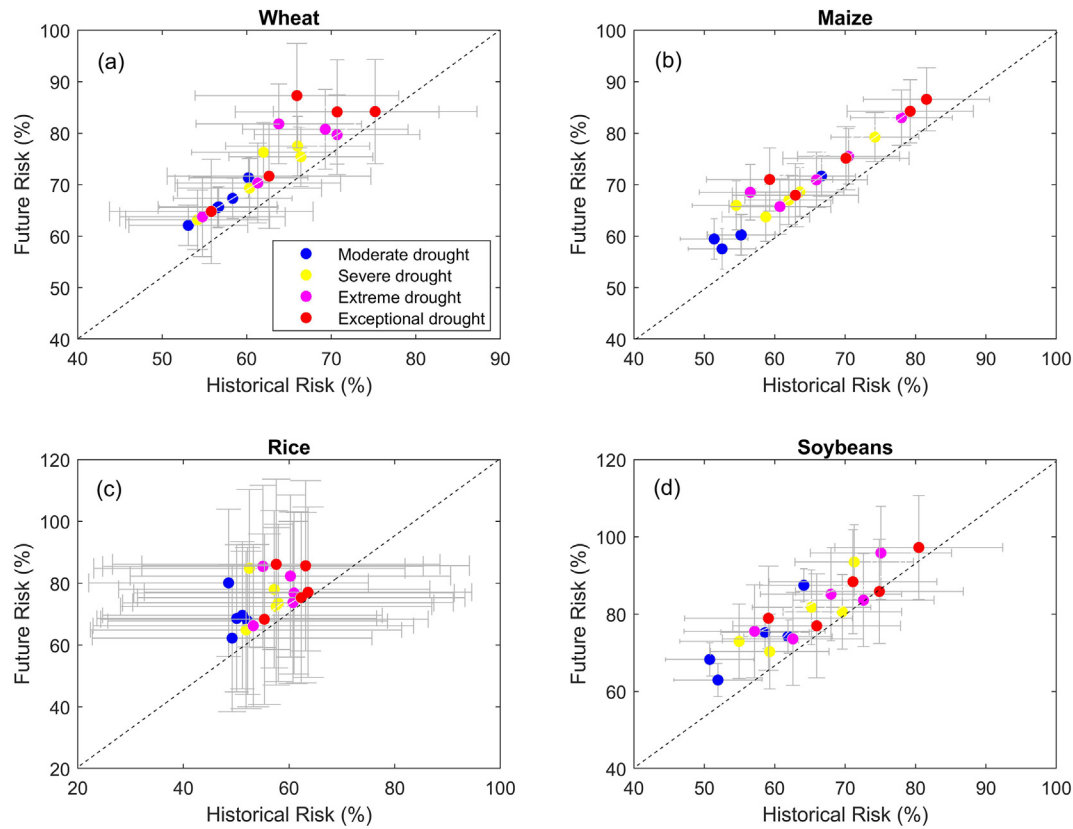 Wheat
(a)
Future Risk (%)
100
90
80
70
60
50
40
40 50 60 70 80 90
Historical Risk (%)
Moderate drought
Severe drought
Extreme drought
Exceptional drought
Maize
(b)
Future Risk (%)
100
90
80
70
60
50
40
40 50 60 70 80 90 100
Historical Risk (%)
Rice
(c)
Future Risk (%)
120
100
80
60
40
20
20 40 60 80 100
Historical Risk (%)
Soybeans
(d)
Future Risk (%)
120
100
80
60
40
40 50 60 70 80 90 100
Historical Risk (%)